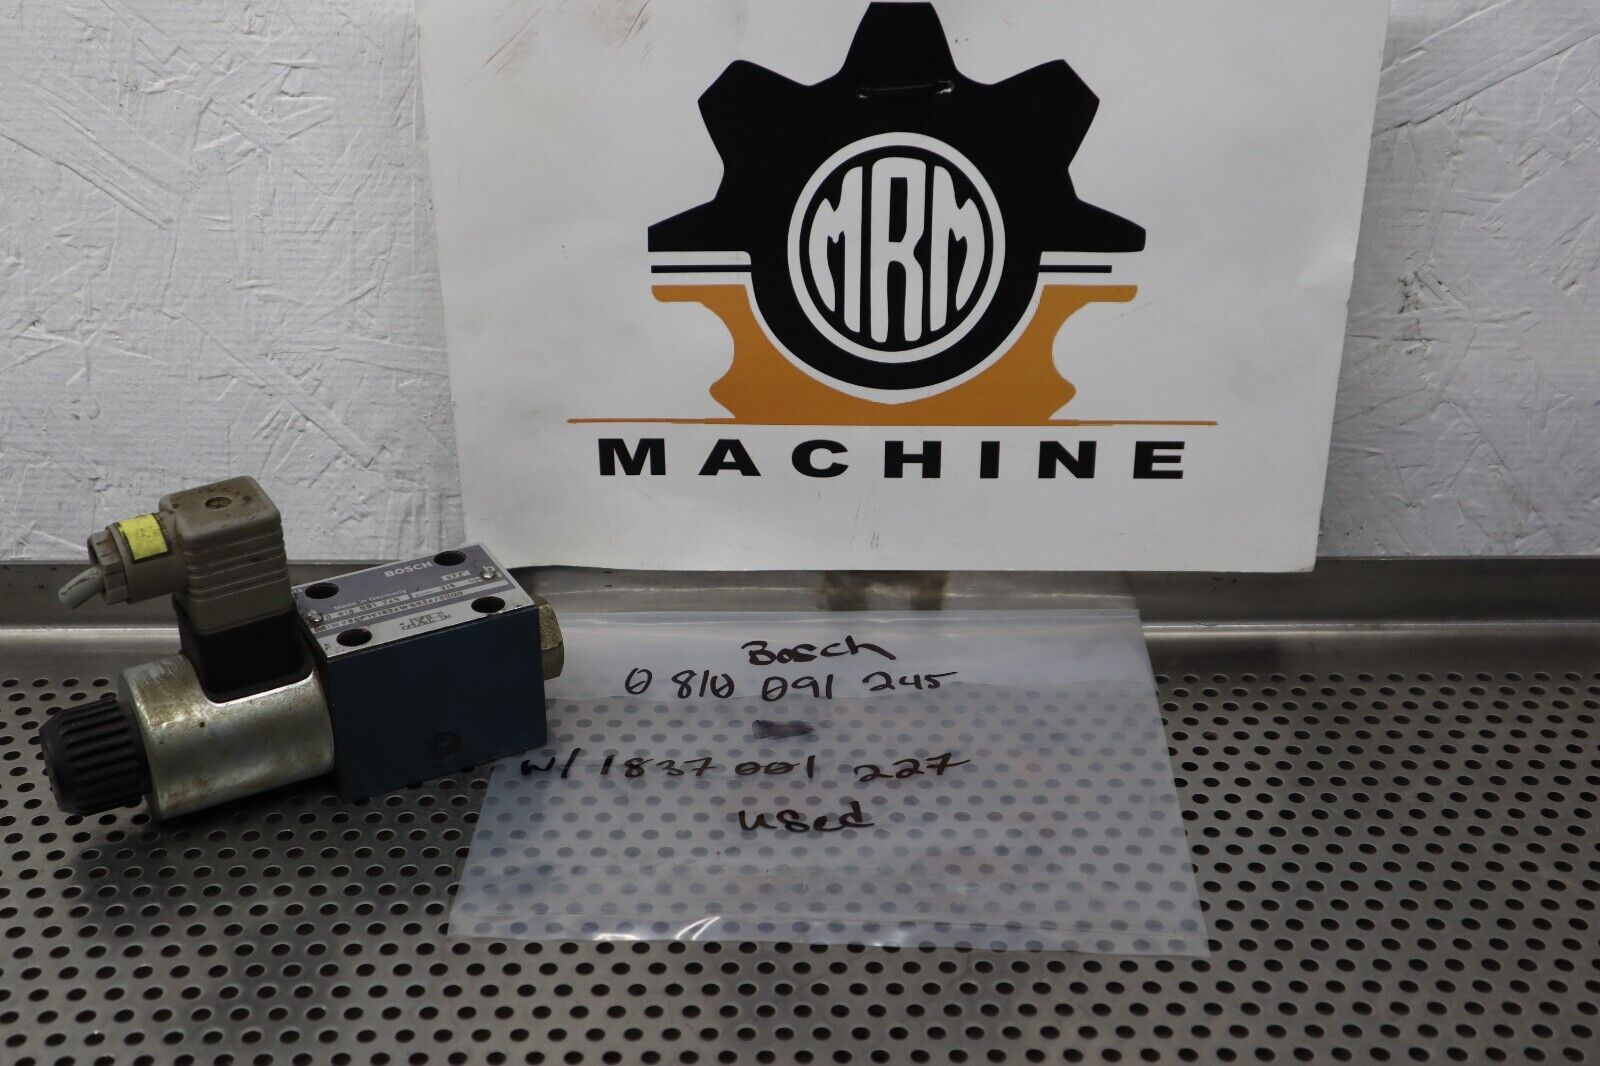 MRM
MACHINE
BOSCH
Made in Germany
Bosch
0 810 091 245
w/ 1837 001 227
used